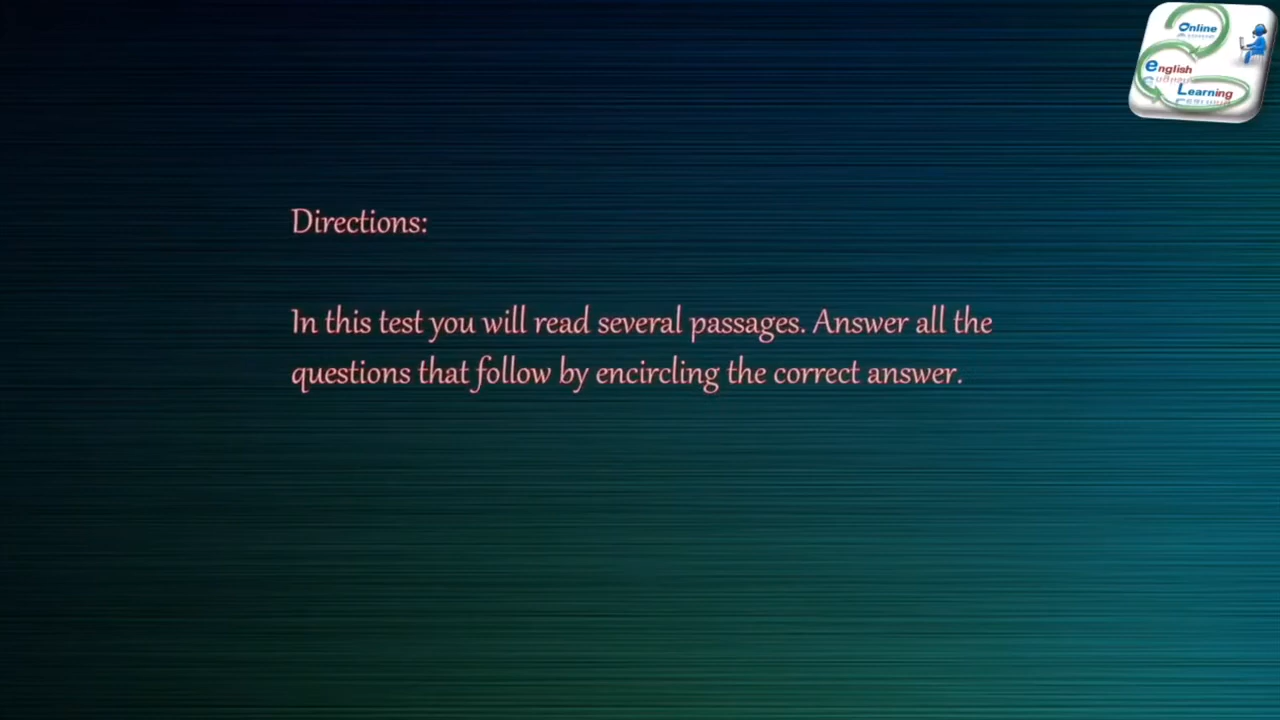 Online
english
Learning
Directions:
In this test you will read several passages. Answer all the
questions that follow by encircling the correct answer.